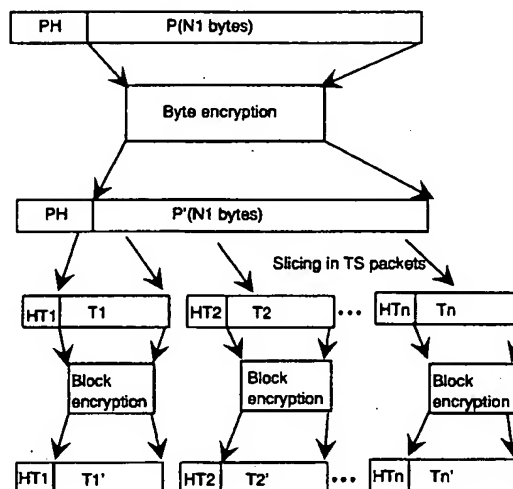 PH P(N1 bytes)
Byte encryption
PH P'(N1 bytes)
Slicing in TS packets
HT1 T1 HT2 T2 ... HTn Tn
Block encryption Block encryption Block encryption
HT1 T1' HT2 T2' ... HTn Tn'